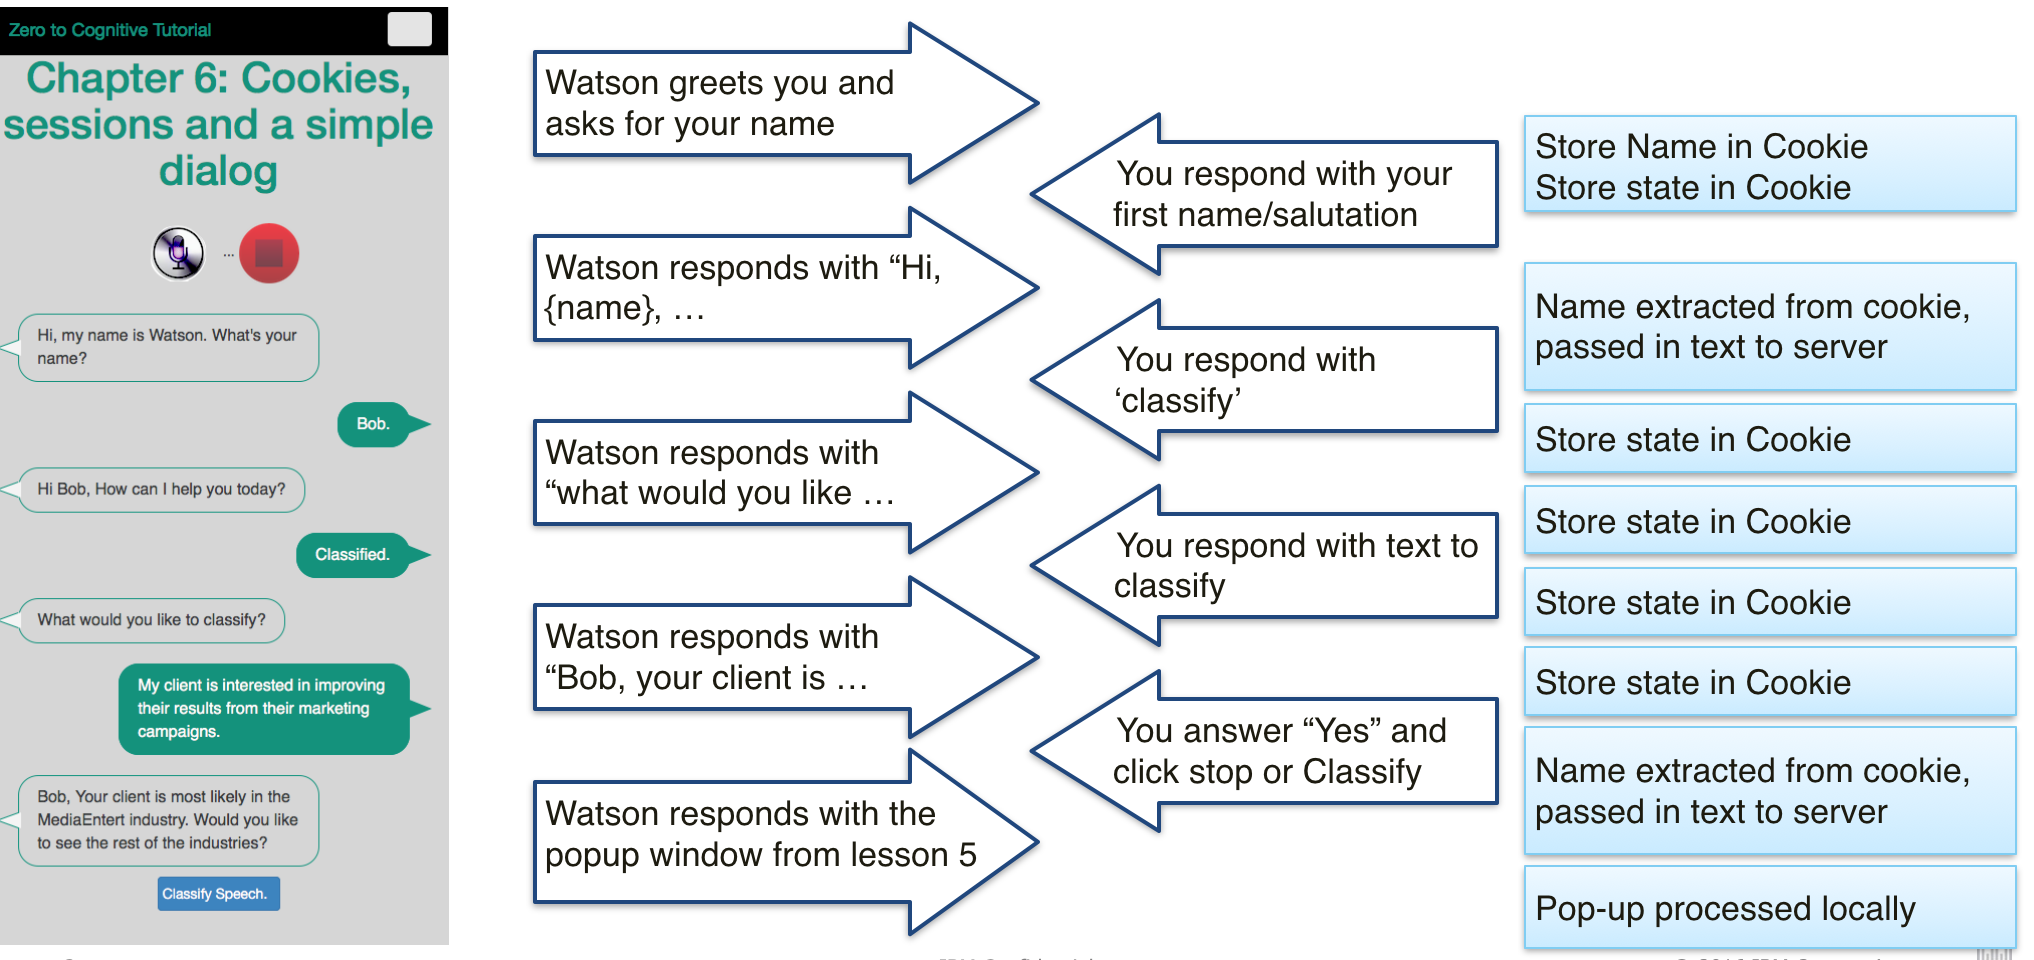 Zero to Cognitive Tutorial
Chapter 6: Cookies,
sessions and a simple
dialog
...
Hi, my name is Watson. What's your
name?
Bob.
Hi Bob, How can I help you today?
Classified.
What would you like to classify?
My client is interested in improving
their results from their marketing
campaigns.
Bob, Your client is most likely in the
MediaEntert industry. Would you like
to see the rest of the industries?
Classify Speech.
Watson greets you and
asks for your name
You respond with your
first name/salutation
Watson responds with “Hi,
{name}, …
You respond with
‘classify’
Watson responds with
“what would you like …
You respond with text to
classify
Watson responds with
“Bob, your client is …
You answer “Yes” and
click stop or Classify
Watson responds with the
popup window from lesson 5
Store Name in Cookie
Store state in Cookie
Name extracted from cookie,
passed in text to server
Store state in Cookie
Store state in Cookie
Store state in Cookie
Store state in Cookie
Name extracted from cookie,
passed in text to server
Pop-up processed locally